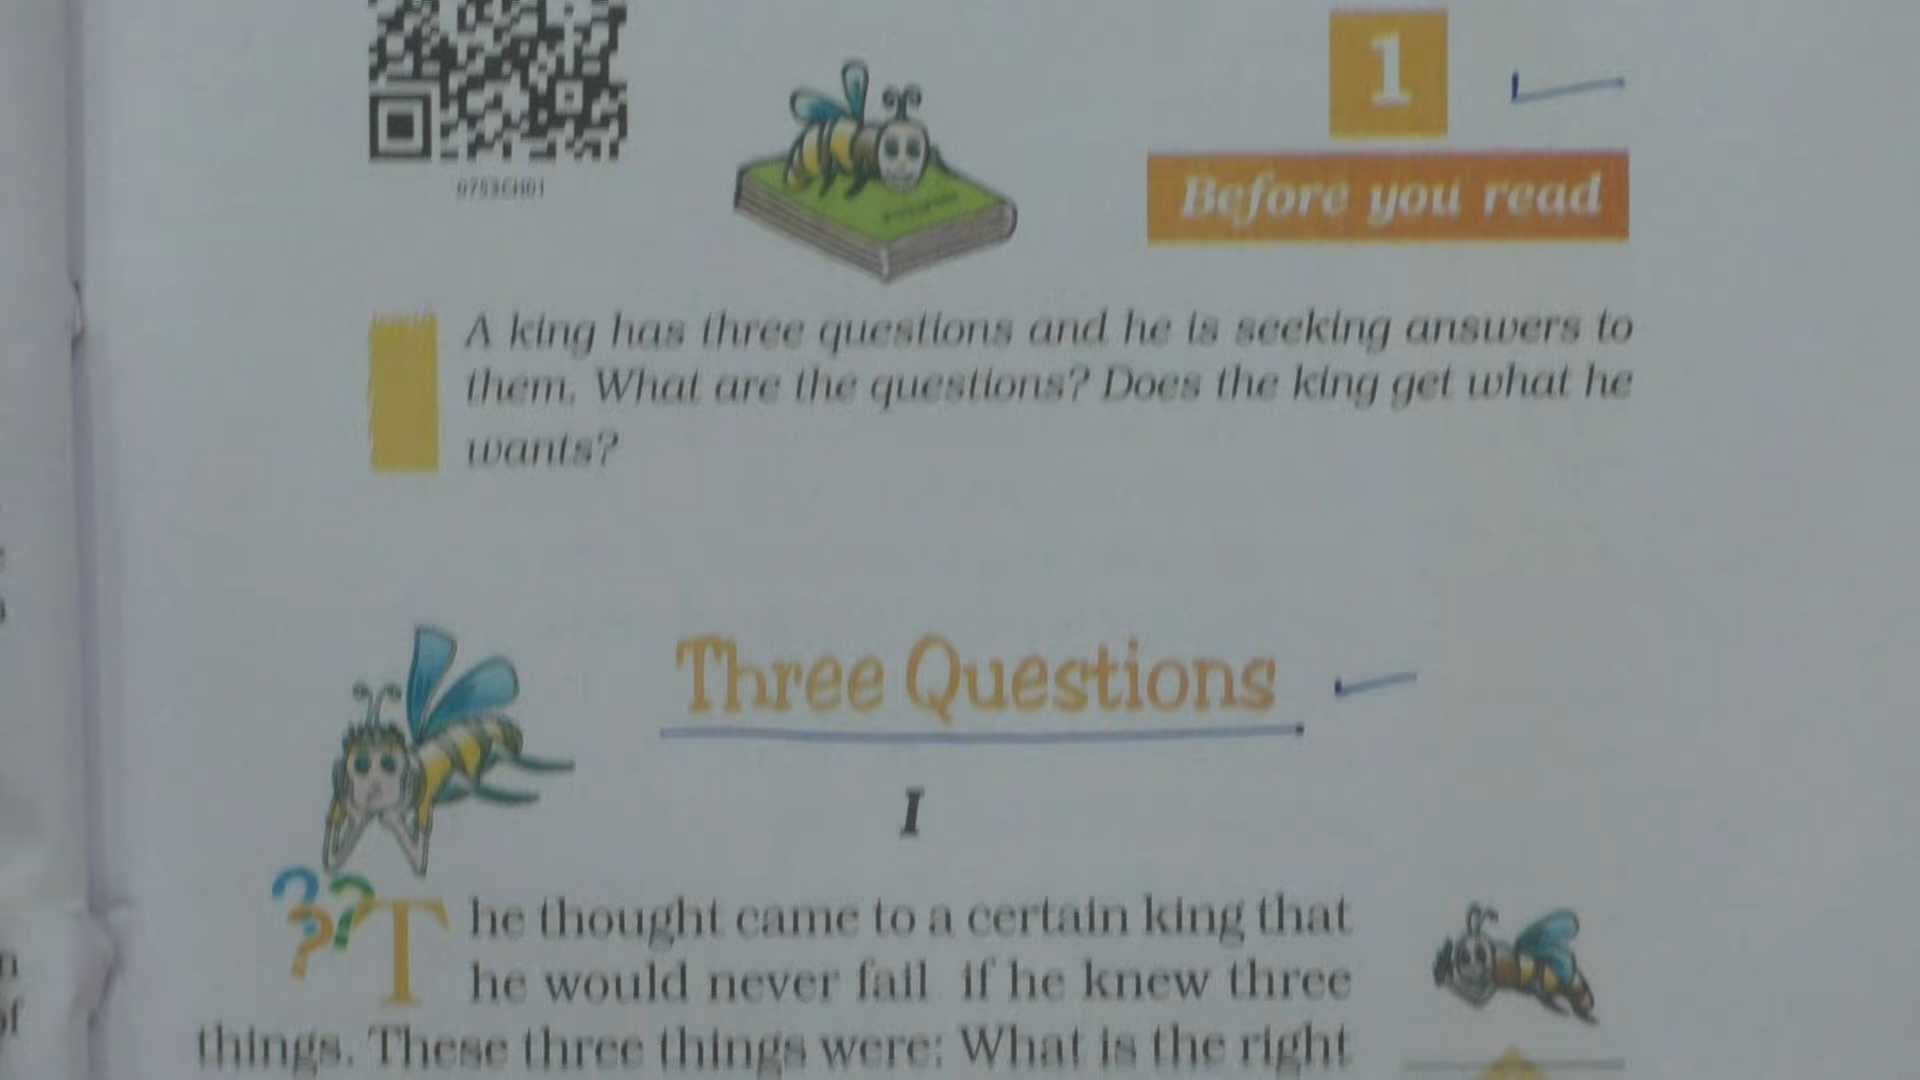 0753CH01
1
Before you read
A king has three questions and he is seeking answers to
them. What are the questions? Does the king get what he
wants?
Three Questions
I
The thought came to a certain king that
he would never fail if he knew three
things. These three things were: What is the right